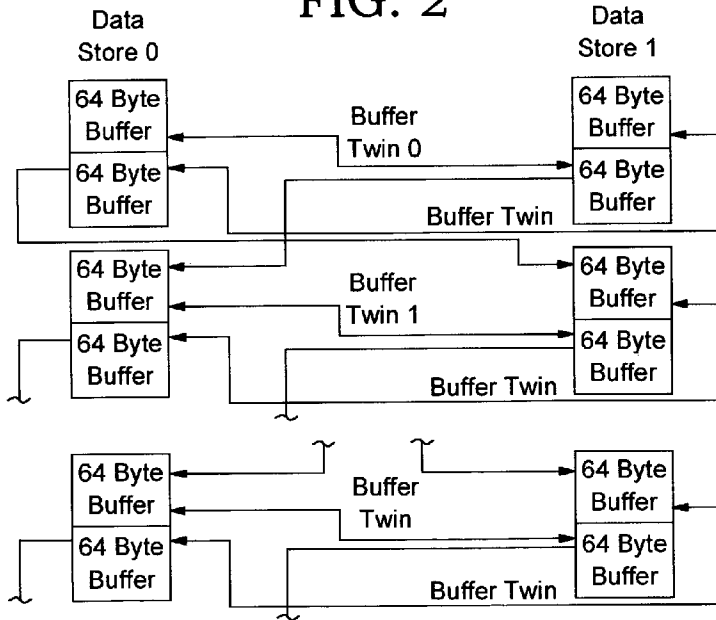 FIG. 2
Data
Store 0
Data
Store 1
64 Byte
Buffer
64 Byte
Buffer
Buffer
Twin 0
64 Byte
Buffer
64 Byte
Buffer
Buffer Twin
64 Byte
Buffer
64 Byte
Buffer
Buffer
Twin 1
64 Byte
Buffer
64 Byte
Buffer
Buffer Twin
64 Byte
Buffer
64 Byte
Buffer
Buffer
Twin
64 Byte
Buffer
64 Byte
Buffer
Buffer Twin